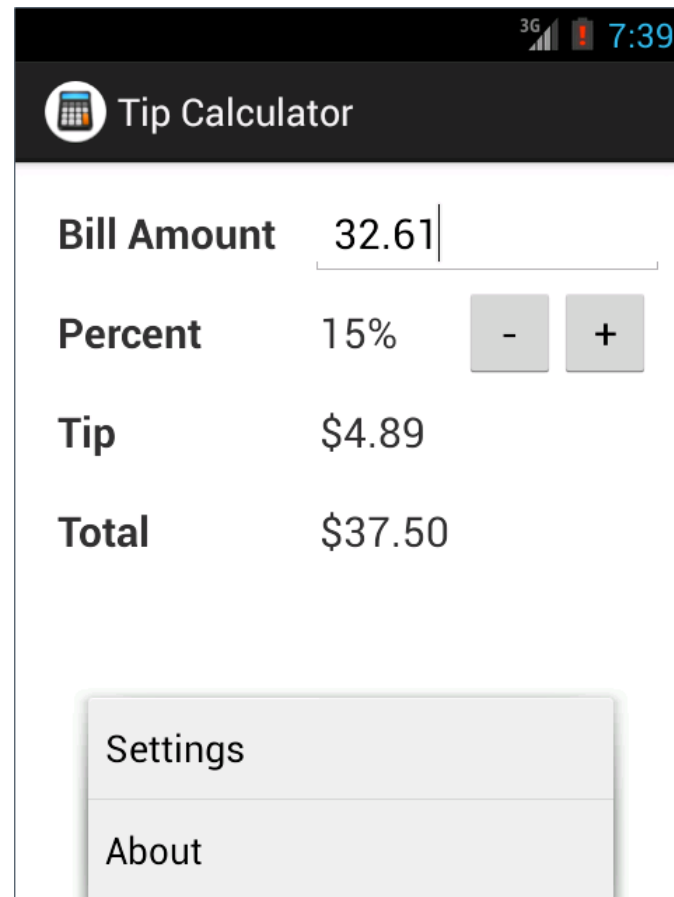 3G 7:39
Tip Calculator
Bill Amount 32.61
Percent 15% - +
Tip $4.89
Total $37.50
Settings
About